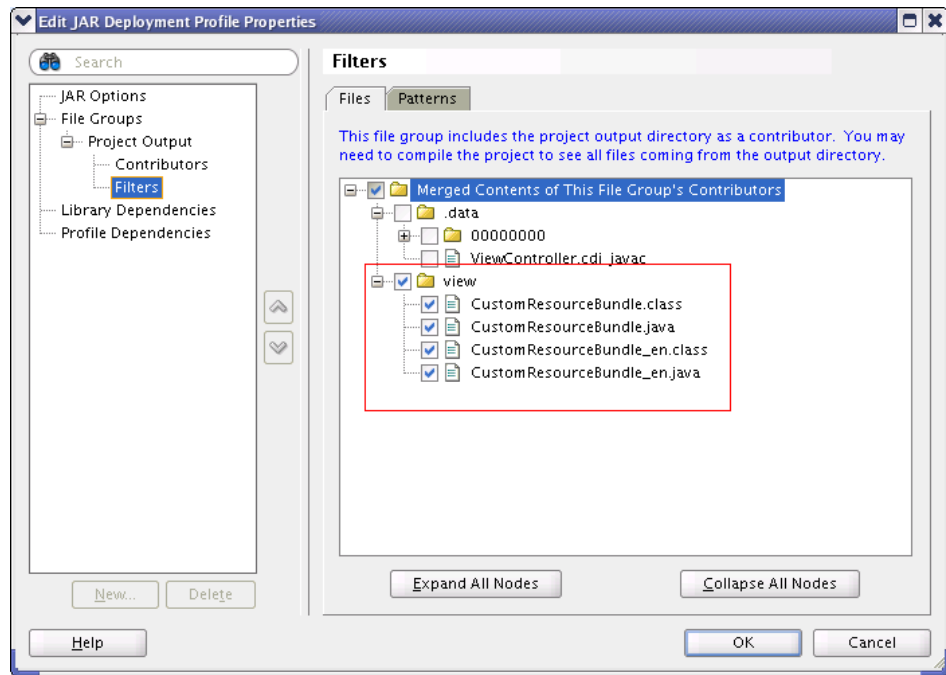 Edit JAR Deployment Profile Properties
Search
JAR Options
File Groups
Project Output
Contributors
Filters
Library Dependencies
Profile Dependencies
New...
Delete
Filters
Files
Patterns
This file group includes the project output directory as a contributor. You may
need to compile the project to see all files coming from the output directory.
Merged Contents of This File Group's Contributors
.data
00000000
ViewController.cdi_javac
view
CustomResourceBundle.class
CustomResourceBundle.java
CustomResourceBundle_en.class
CustomResourceBundle_en.java
Expand All Nodes
Collapse All Nodes
Help
OK
Cancel